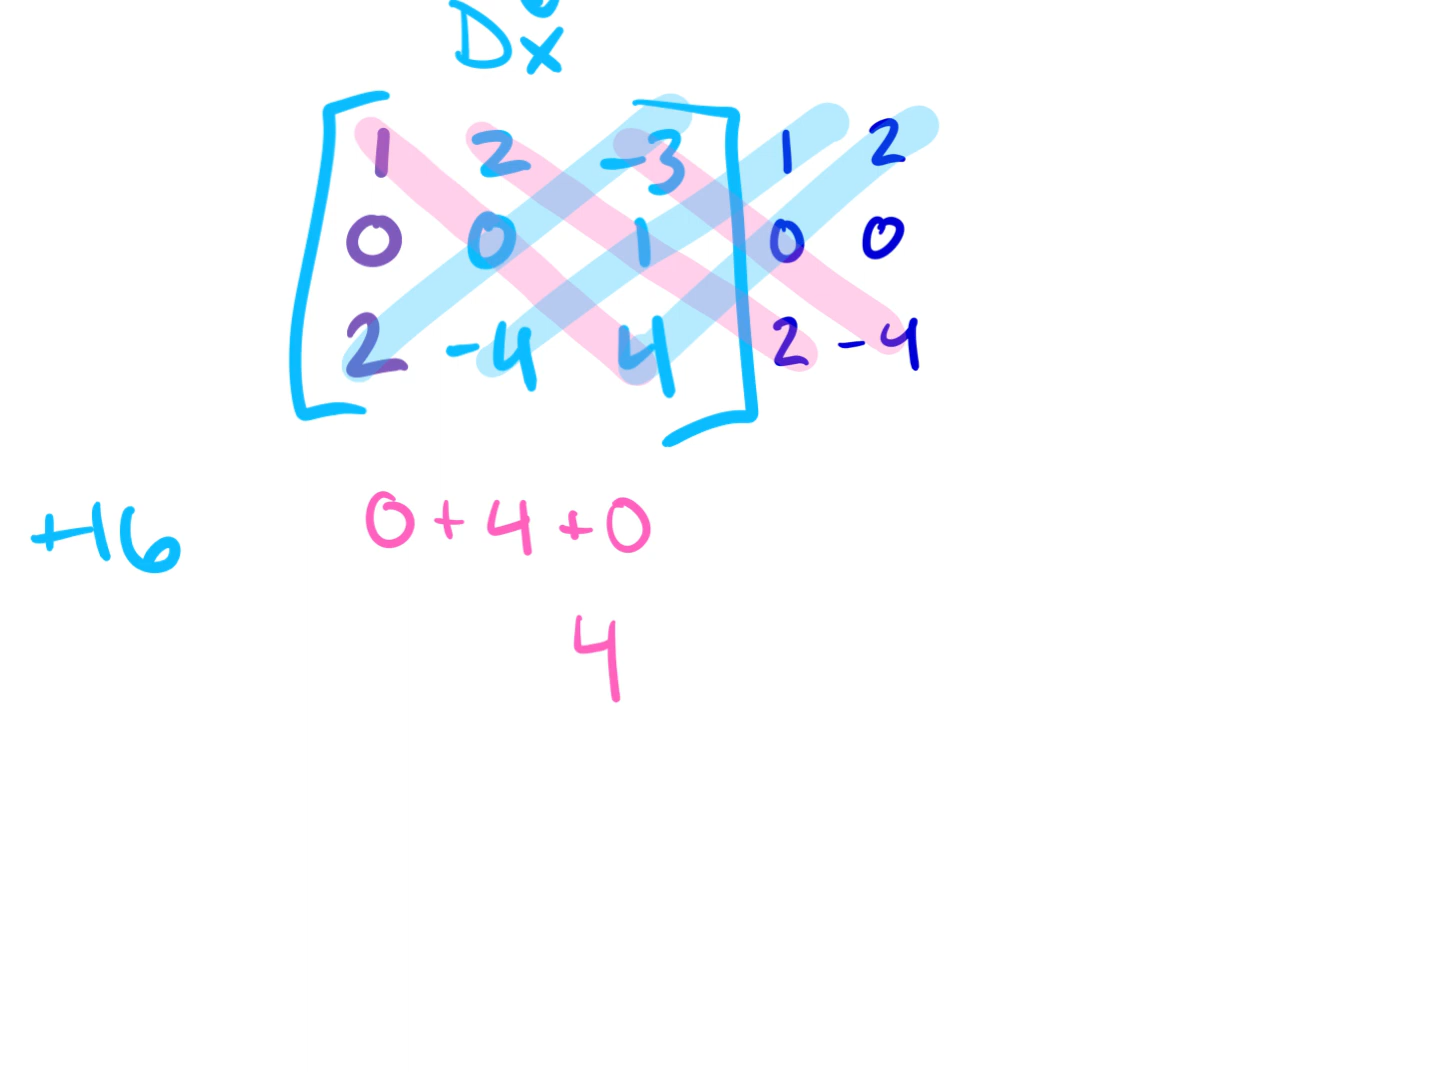 Dx
1 2 -3 1 2
0 0 1 0 0
2 -4 4 2 -4
+16 0 + 4 + 0
4